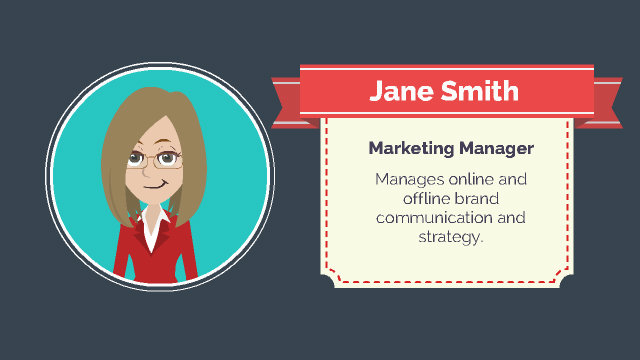 Jane Smith
Marketing Manager
Manages online and
offline brand
communication and
strategy.